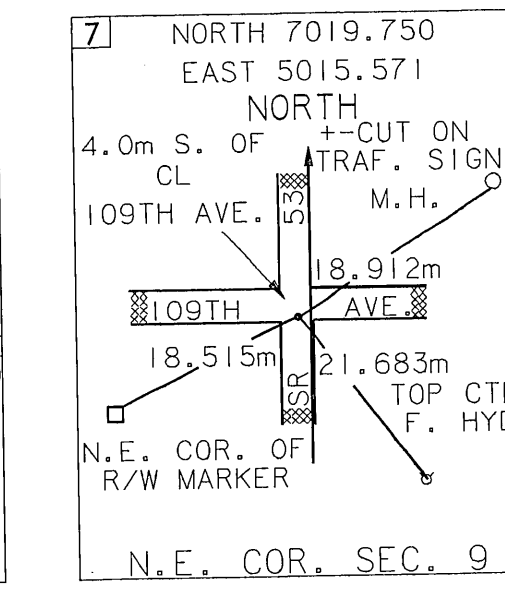 7
NORTH 7019.750
EAST 5015.571
NORTH
4.0m S. OF
CL
+-CUT ON
TRAF. SIGN
M.H.
109TH AVE.
53
18.912m
109TH
AVE.
18.515m
21.683m
SR
TOP
F.
N.E. COR. OF
R/W MARKER
N.E. COR. SEC. 9